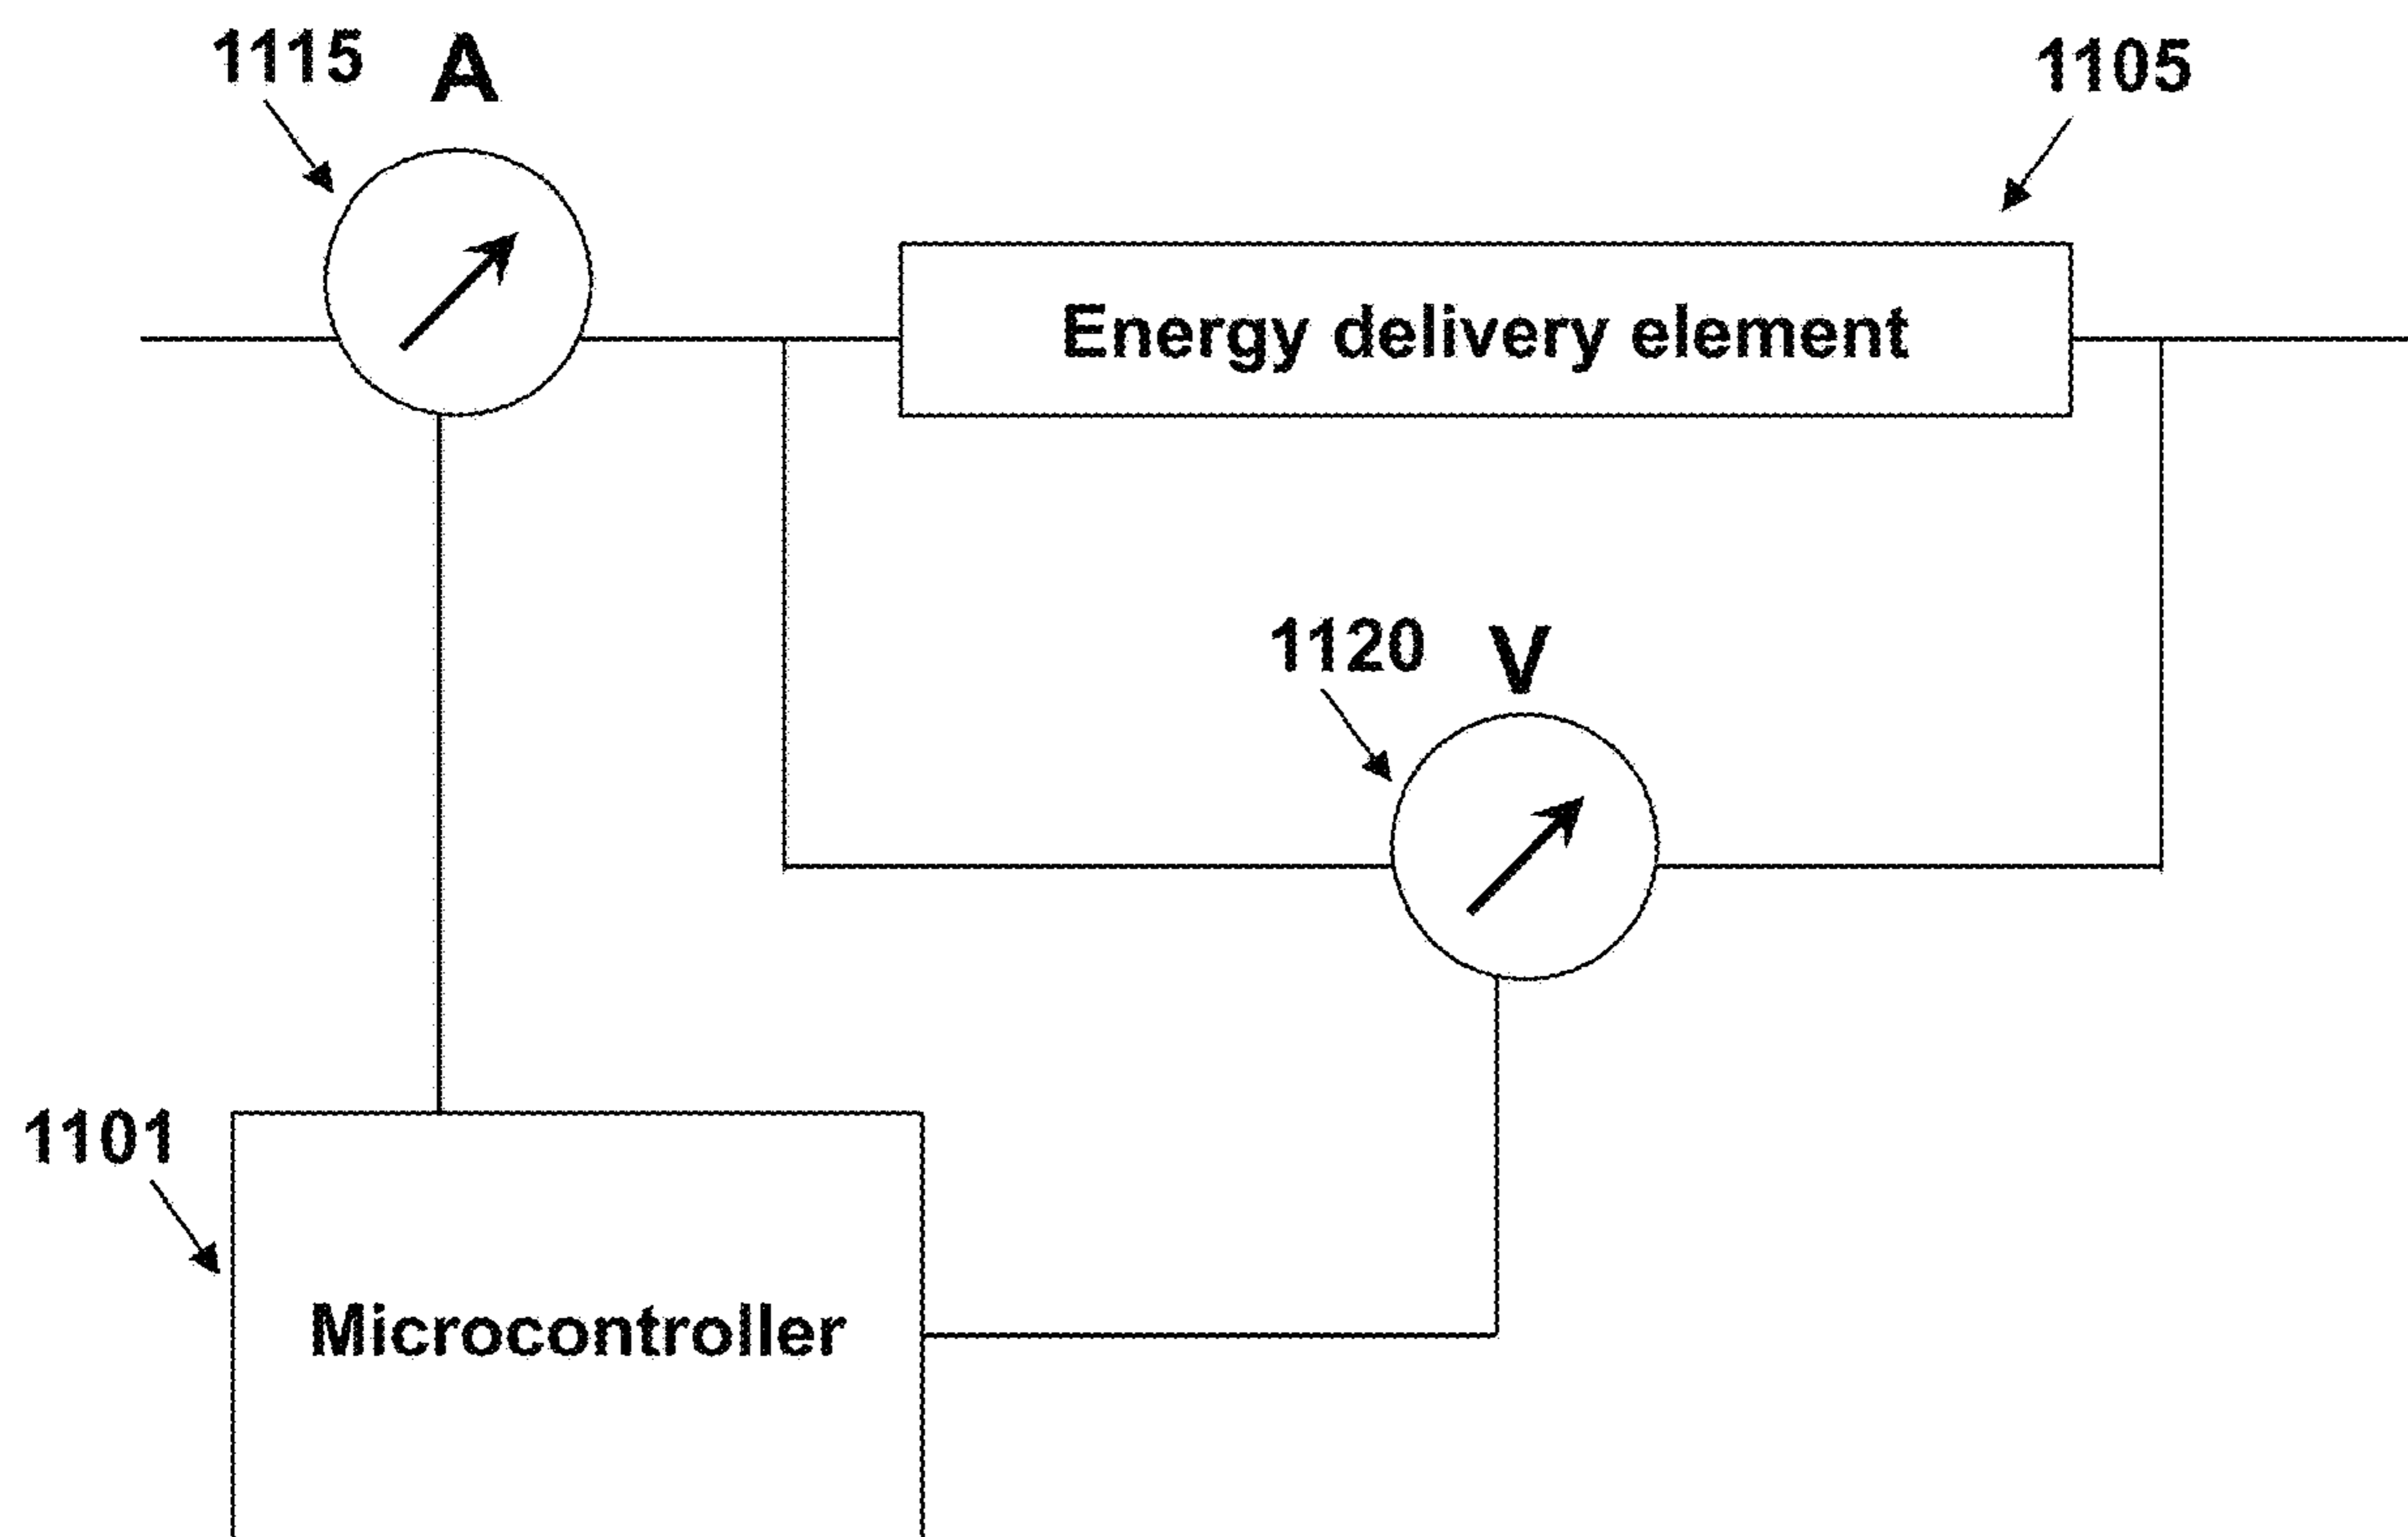 1115 A
1105
Energy delivery element
1120 V
1101
Microcontroller